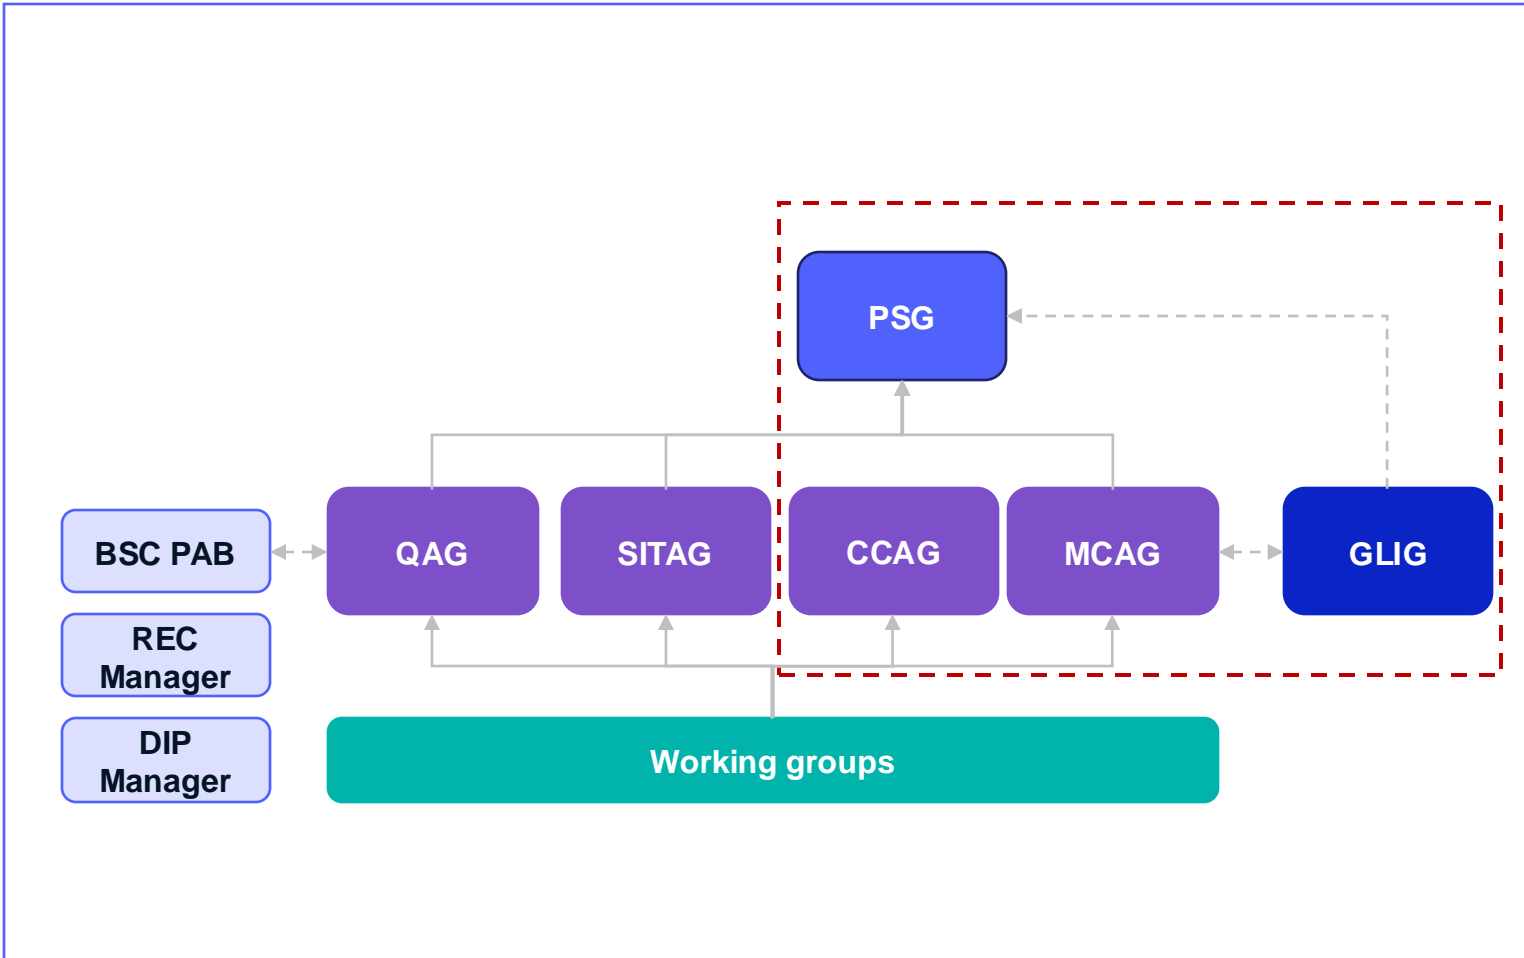 PSG
BSC PAB
QAG
SITAG
CCAG
MCAG
GLIG
REC
Manager
DIP
Manager
Working groups